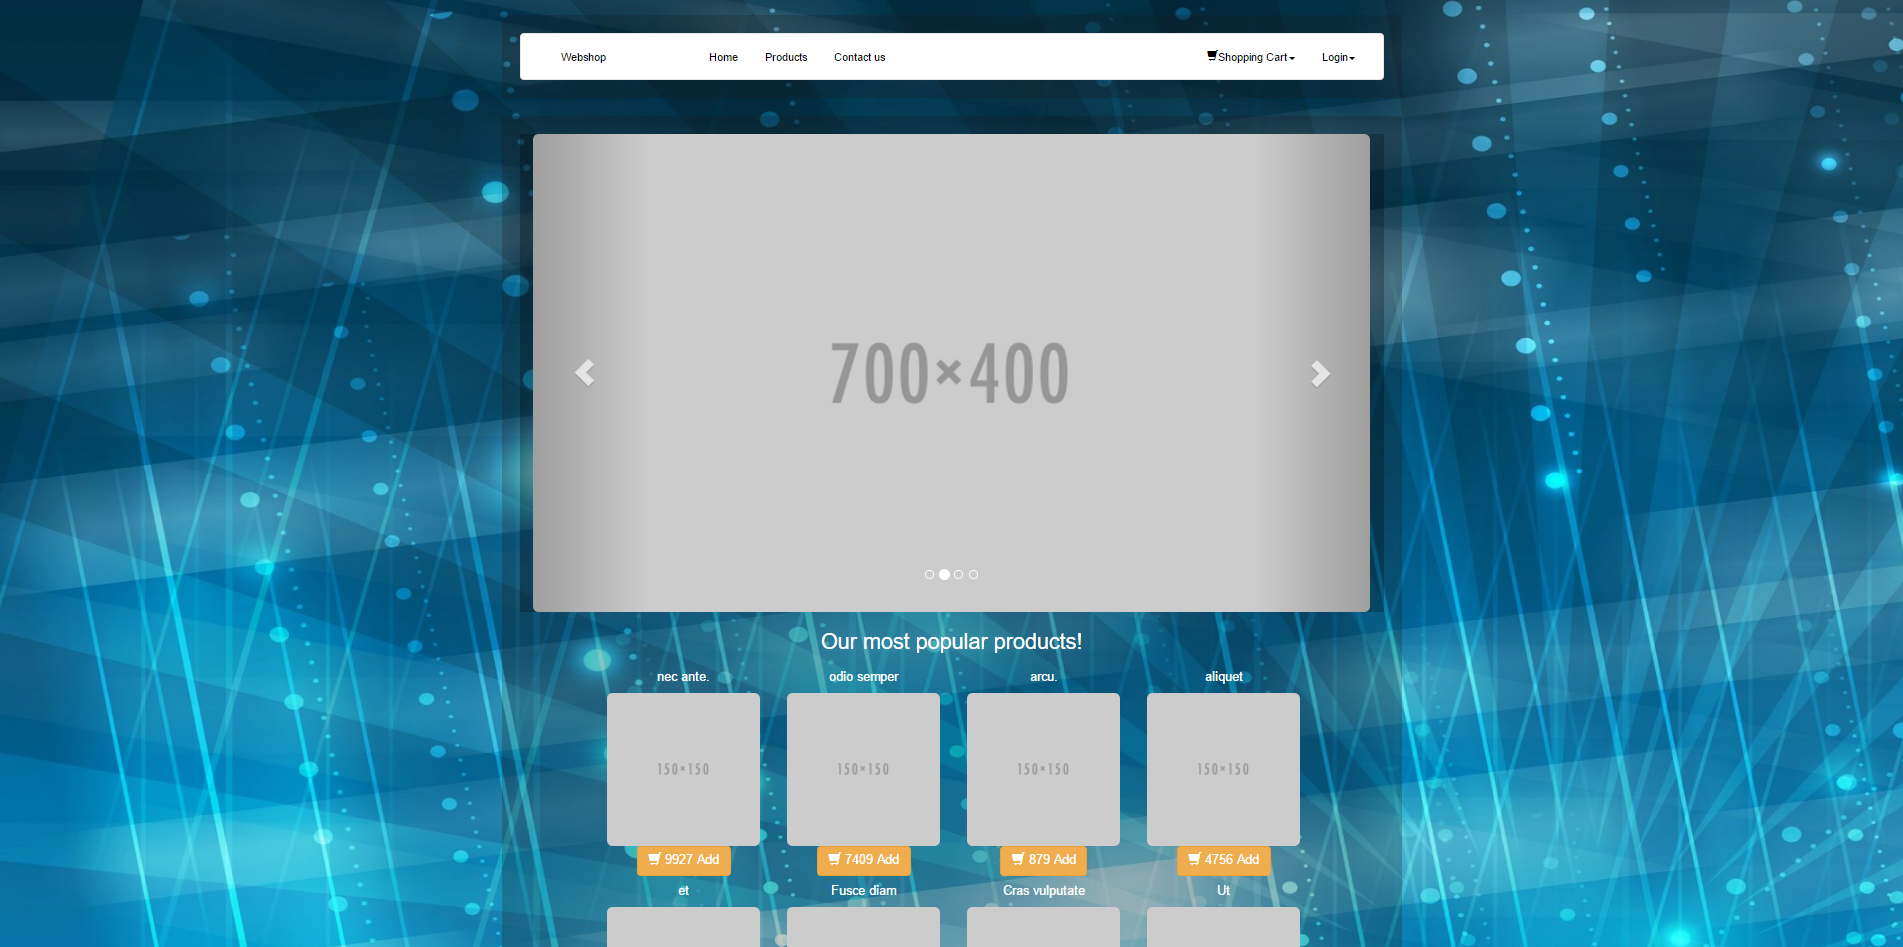 Webshop Home Products Contact us Shopping Cart Login
700×400
Our most popular products!
nec ante. odio semper arcu. aliquet
150×150 150×150 150×150 150×150
9927 Add 7409 Add 879 Add 4756 Add
et Fusce diam Cras vulputate Ut